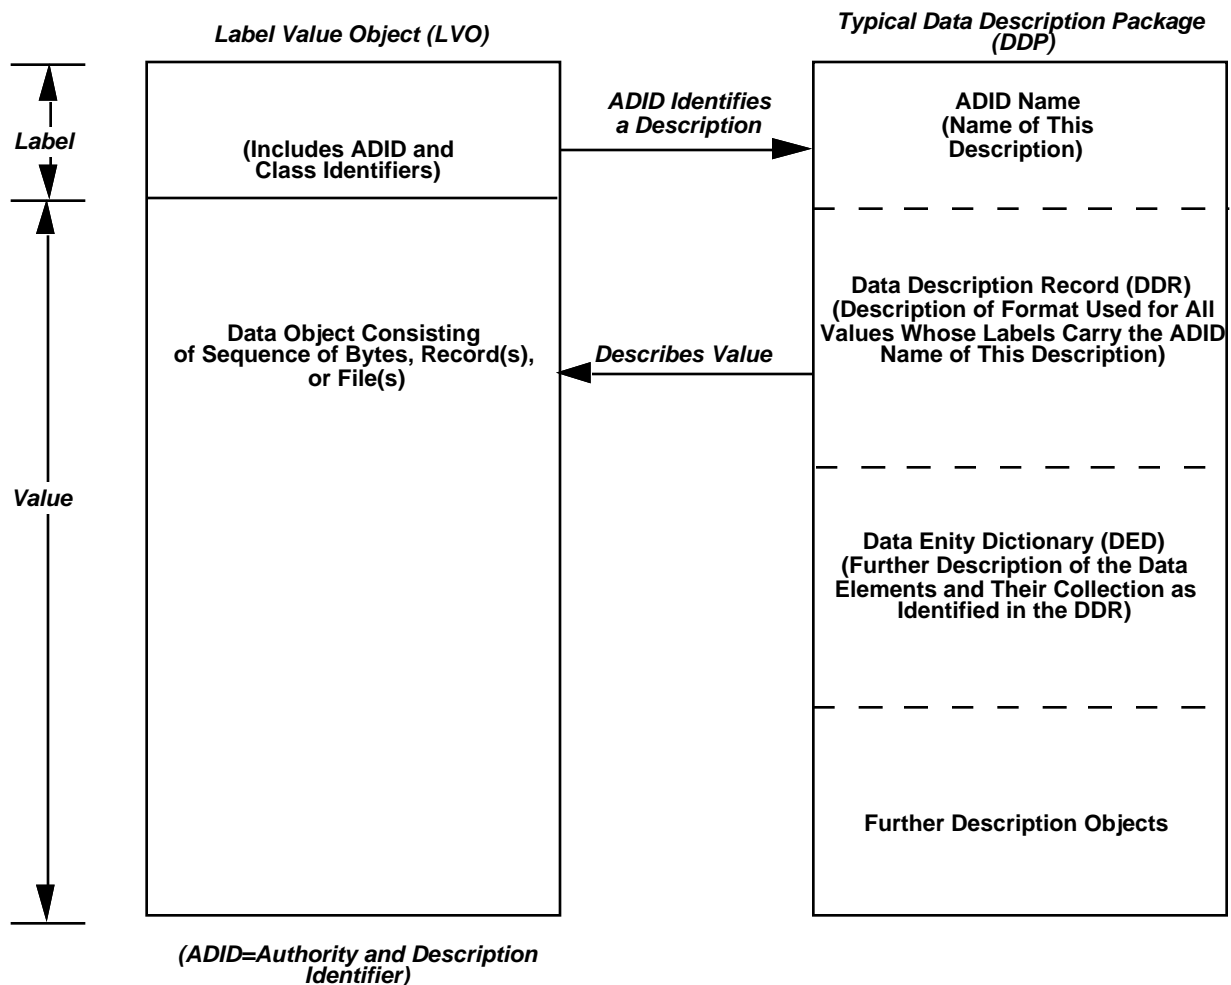 Label Value Object (LVO)
Typical Data Description Package
(DDP)
Label
(Includes ADID and
Class Identifiers)
ADID Identifies
a Description
ADID Name
(Name of This
Description)
Value
Data Object Consisting
of Sequence of Bytes, Record(s),
or File(s)
Describes Value
Data Description Record (DDR)
(Description of Format Used for All
Values Whose Labels Carry the ADID
Name of This Description)
Data Enity Dictionary (DED)
(Further Description of the Data
Elements and Their Collection as
Identified in the DDR)
Further Description Objects
(ADID=Authority and Description
Identifier)